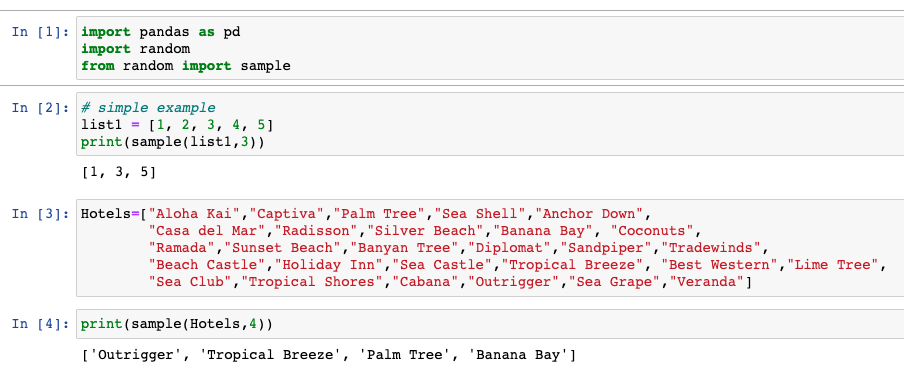 In [1]: import pandas as pd
import random
from random import sample
In [2]: # simple example
list1 = [1, 2, 3, 4, 5]
print(sample(list1,3))
[1, 3, 5]
In [3]: Hotels=["Aloha Kai","Captiva","Palm Tree","Sea Shell","Anchor Down",
"Casa del Mar","Radisson","Silver Beach","Banana Bay", "Coconuts",
"Ramada","Sunset Beach","Banyan Tree","Diplomat","Sandpiper","Tradewinds",
"Beach Castle","Holiday Inn","Sea Castle","Tropical Breeze", "Best Western","Lime Tree",
"Sea Club","Tropical Shores","Cabana","Outrigger","Sea Grape","Veranda"]
In [4]: print(sample(Hotels,4))
['Outrigger', 'Tropical Breeze', 'Palm Tree', 'Banana Bay']